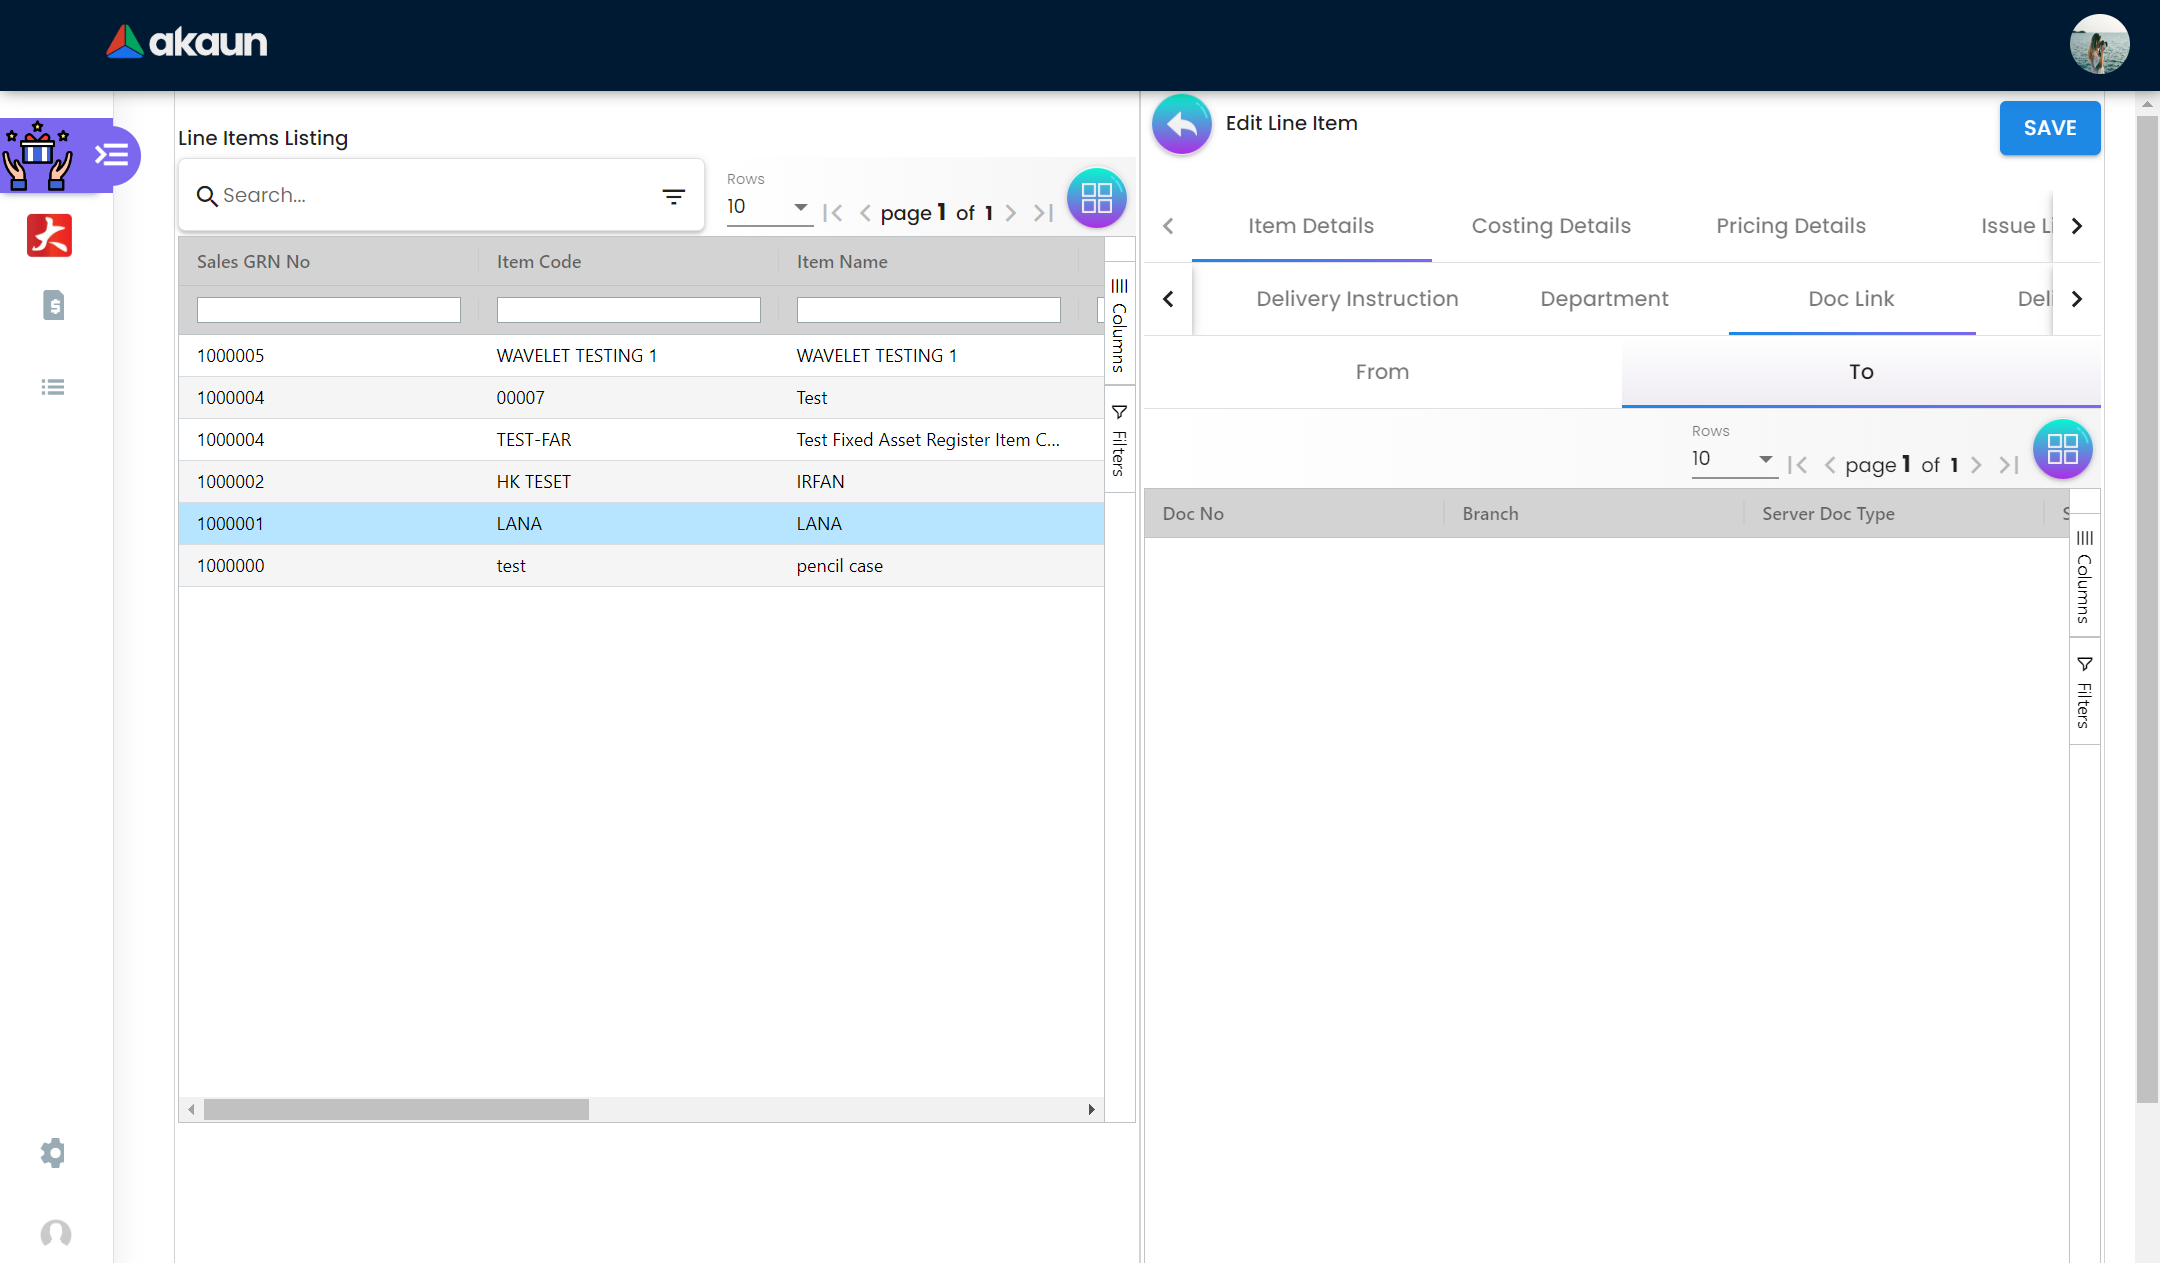 akaun
Line Items Listing
Search...
Rows
10
page 1 of 1
Sales GRN No Item Code Item Name
1000005 WAVELET TESTING 1 WAVELET TESTING 1
1000004 00007 Test
1000004 TEST-FAR Test Fixed Asset Register Item C...
1000002 HK TESET IRFAN
1000001 LANA LANA
1000000 test pencil case
Columns
Filters
Edit Line Item
SAVE
Item Details Costing Details Pricing Details Issue Li
Delivery Instruction Department Doc Link Deli
From To
Rows
10
page 1 of 1
Doc No Branch Server Doc Type S
Columns
Filters